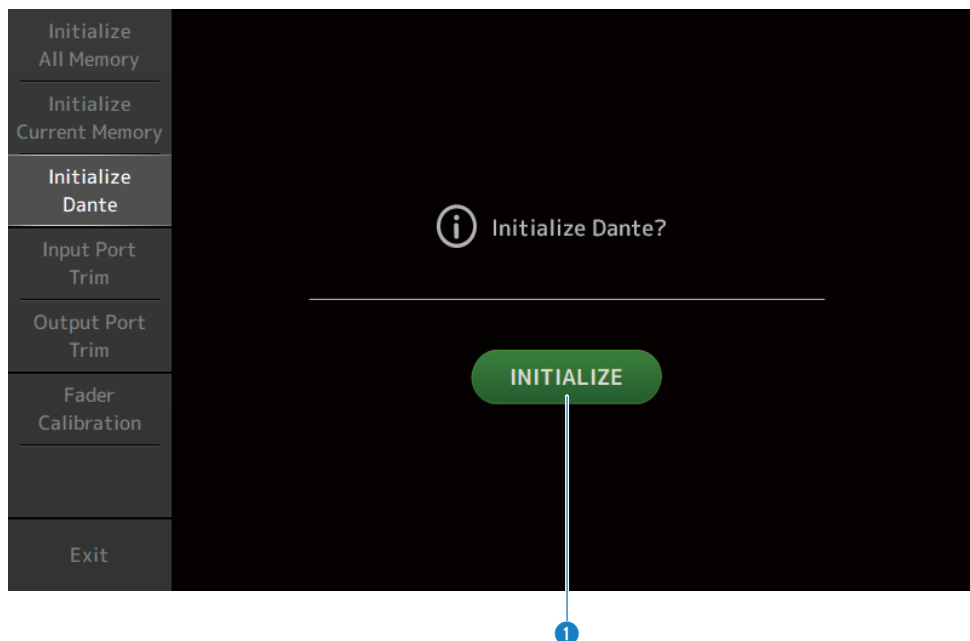 Initialize
All Memory
Initialize
Current Memory
Initialize
Dante
Input Port
Trim
Output Port
Trim
Fader
Calibration
Exit
Initialize Dante?
INITIALIZE
1